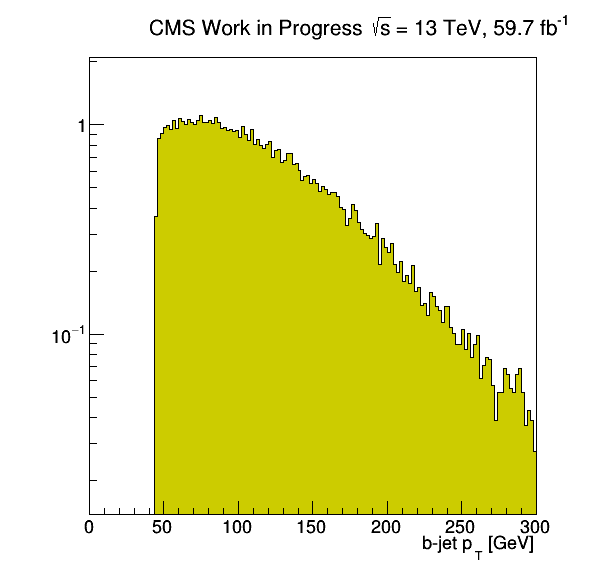 CMS Work in Progress √s = 13 TeV, 59.7 fb⁻¹
1
10⁻¹
0 50 100 150 200 250 300
b-jet p_T [GeV]